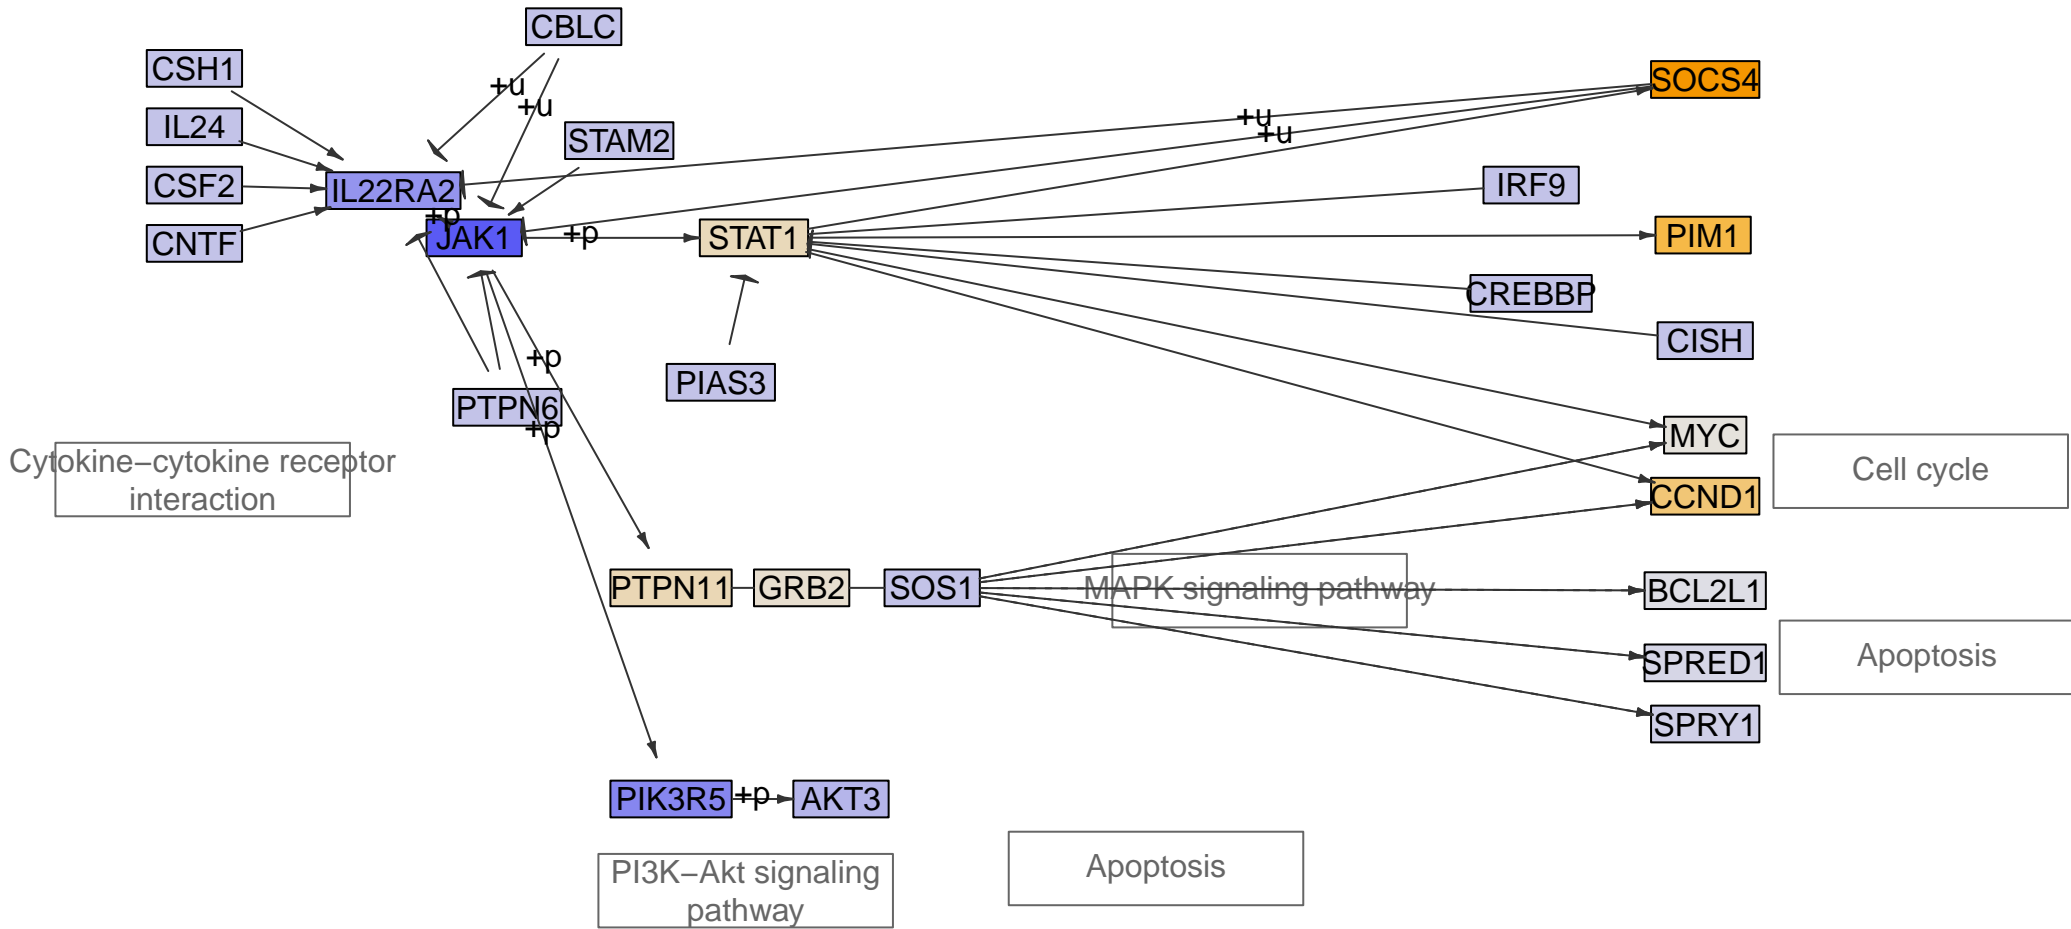 CBLC
CSH1
SOCS4
+u
+u
+u
IL24
+u
STAM2
CSF2
IL22RA2
IRF9
+p
CNTF
JAK1
+p
STAT1
PIM1
CREBBP
CISH
+p
PIAS3
PTPN6
+p
MYC
Cytokine–cytokine receptor
interaction
Cell cycle
CCND1
PTPN11
GRB2
SOS1
MAPK signaling pathway
BCL2L1
SPRED1
Apoptosis
SPRY1
PIK3R5
+p
AKT3
PI3K–Akt signaling
pathway
Apoptosis